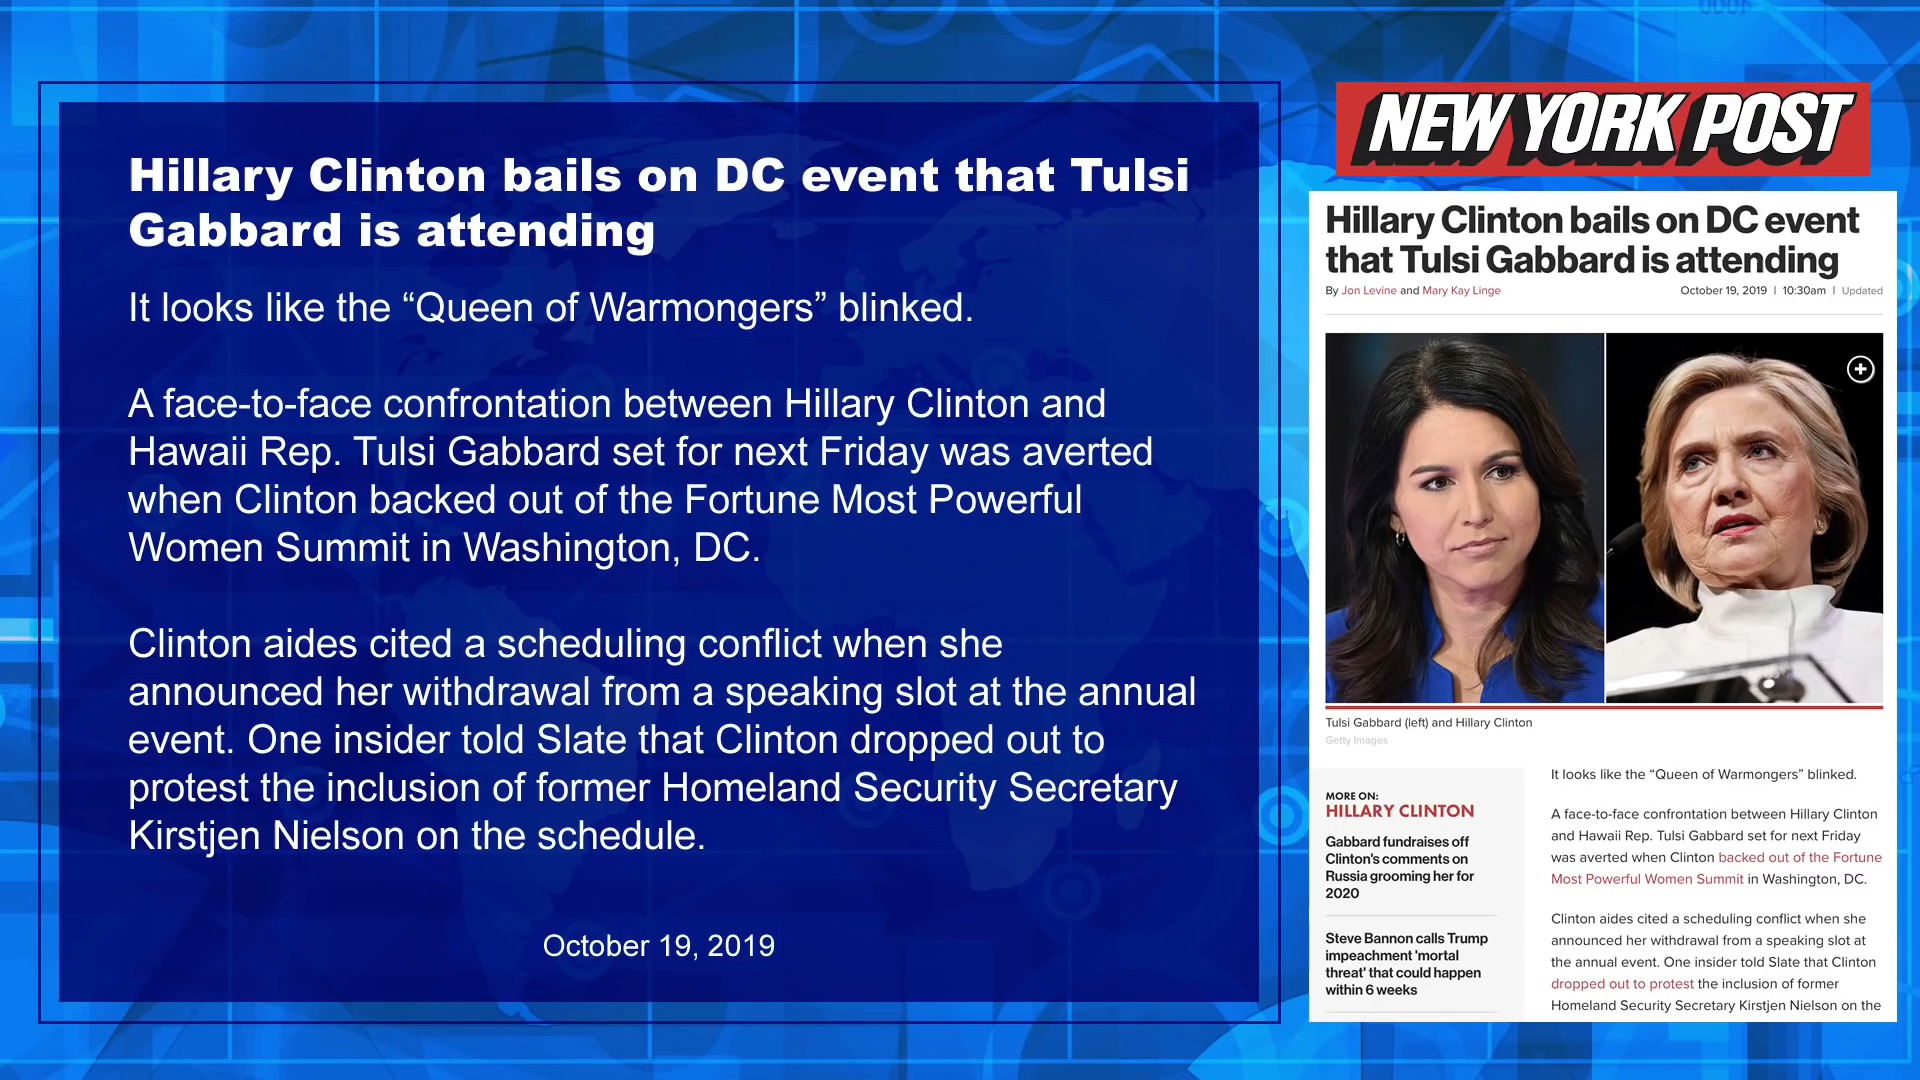 Hillary Clinton bails on DC event that Tulsi
Gabbard is attending
It looks like the “Queen of Warmongers” blinked.
A face-to-face confrontation between Hillary Clinton and
Hawaii Rep. Tulsi Gabbard set for next Friday was averted
when Clinton backed out of the Fortune Most Powerful
Women Summit in Washington, DC.
Clinton aides cited a scheduling conflict when she
announced her withdrawal from a speaking slot at the annual
event. One insider told Slate that Clinton dropped out to
protest the inclusion of former Homeland Security Secretary
Kirstjen Nielson on the schedule.
October 19, 2019
NEW YORK POST
Hillary Clinton bails on DC event
that Tulsi Gabbard is attending
By Jon Levine and Mary Kay Linge
October 19, 2019 | 10:30am | Updated
Tulsi Gabbard (left) and Hillary Clinton
Getty Images
MORE ON:
HILLARY CLINTON
Gabbard fundraises off
Clinton's comments on
Russia grooming her for
2020
Steve Bannon calls Trump
impeachment 'mortal
threat' that could happen
within 6 weeks
It looks like the “Queen of Warmongers” blinked.
A face-to-face confrontation between Hillary Clinton
and Hawaii Rep. Tulsi Gabbard set for next Friday
was averted when Clinton backed out of the Fortune
Most Powerful Women Summit in Washington, DC.
Clinton aides cited a scheduling conflict when she
announced her withdrawal from a speaking slot at
the annual event. One insider told Slate that Clinton
dropped out to protest the inclusion of former
Homeland Security Secretary Kirstjen Nielson on the